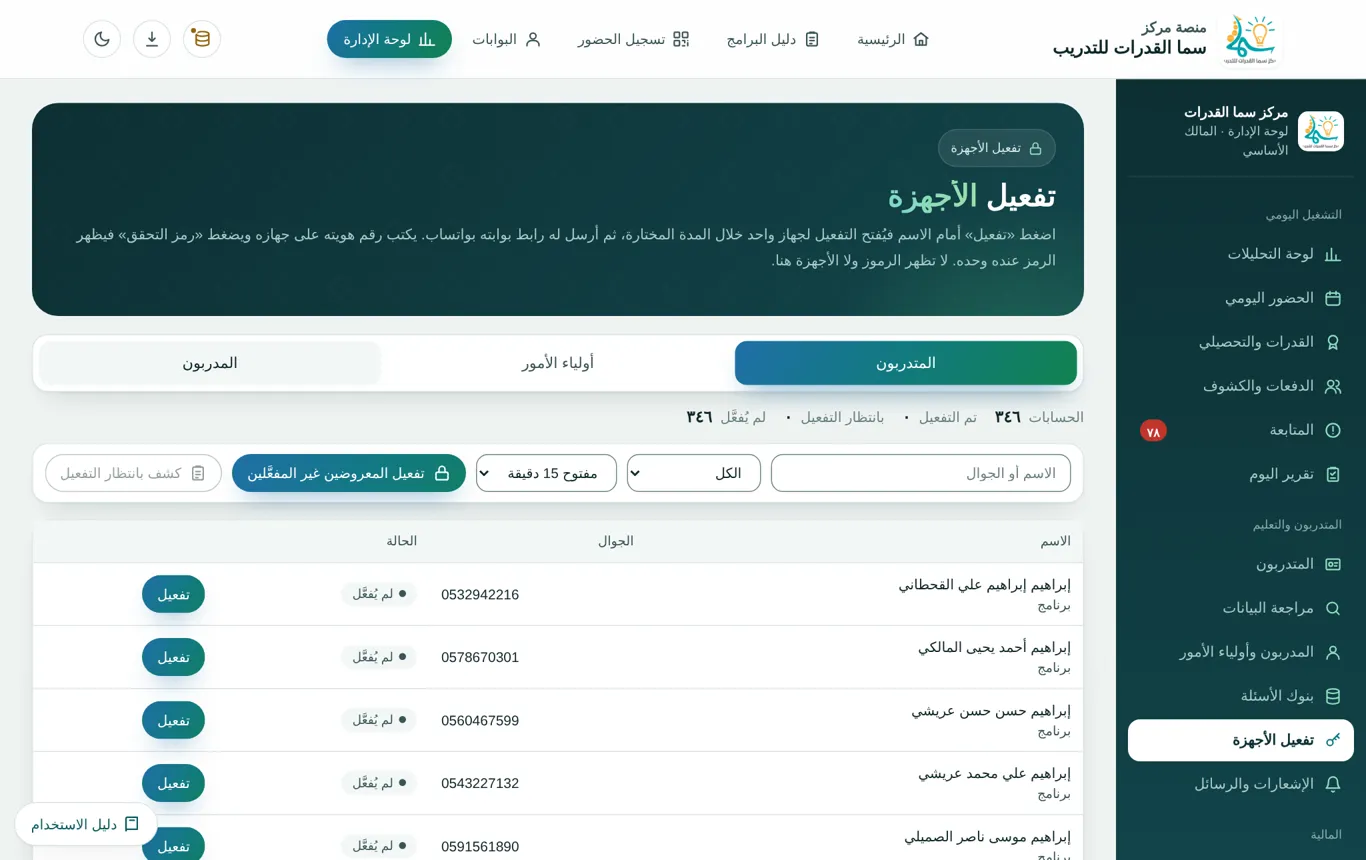 منصة مركز
سما القدرات للتدريب
الرئيسية
دليل البرامج
تسجيل الحضور
البوابات
لوحة الإدارة
مركز سما القدرات
لوحة الإدارة · المالك
الأساسي
التشغيل اليومي
لوحة التحليلات
الحضور اليومي
القدرات والتحصيلي
الدفعات والكشوف
المتابعة
٧٨
تقرير اليوم
المتدربون والتعليم
المتدربون
مراجعة البيانات
المدربون وأولياء الأمور
بنوك الأسئلة
تفعيل الأجهزة
الإشعارات والرسائل
المالية
تفعيل الأجهزة
تفعيل الأجهزة
اضغط «تفعيل» أمام الاسم فيُفتح التفعيل لجهاز واحد خلال المدة المختارة، ثم أرسل له رابط بوابته بواتساب. يكتب رقم هويته على جهازه ويضغط «رمز التحقق» فيظهر
الرمز عنده وحده. لا تظهر الرموز ولا الأجهزة هنا.
المتدربون
أولياء الأمور
المدربون
الحسابات ٣٤٦ تم التفعيل ٠ بانتظار التفعيل ٠ لم يُفعَّل ٣٤٦
الاسم أو الجوال
الكل
مفتوح 15 دقيقة
تفعيل المعروضين غير المفعَّلين
كشف بانتظار التفعيل
الاسم الجوال الحالة
إبراهيم إبراهيم علي القحطاني 0532942216 لم يُفعَّل تفعيل
برنامج
إبراهيم أحمد يحيى المالكي 0578670301 لم يُفعَّل تفعيل
برنامج
إبراهيم حسن حسن عريشي 0560467599 لم يُفعَّل تفعيل
برنامج
إبراهيم علي محمد عريشي 0543227132 لم يُفعَّل تفعيل
برنامج
إبراهيم موسى ناصر الصميلي 0591561890 لم يُفعَّل تفعيل
برنامج
دليل الاستخدام